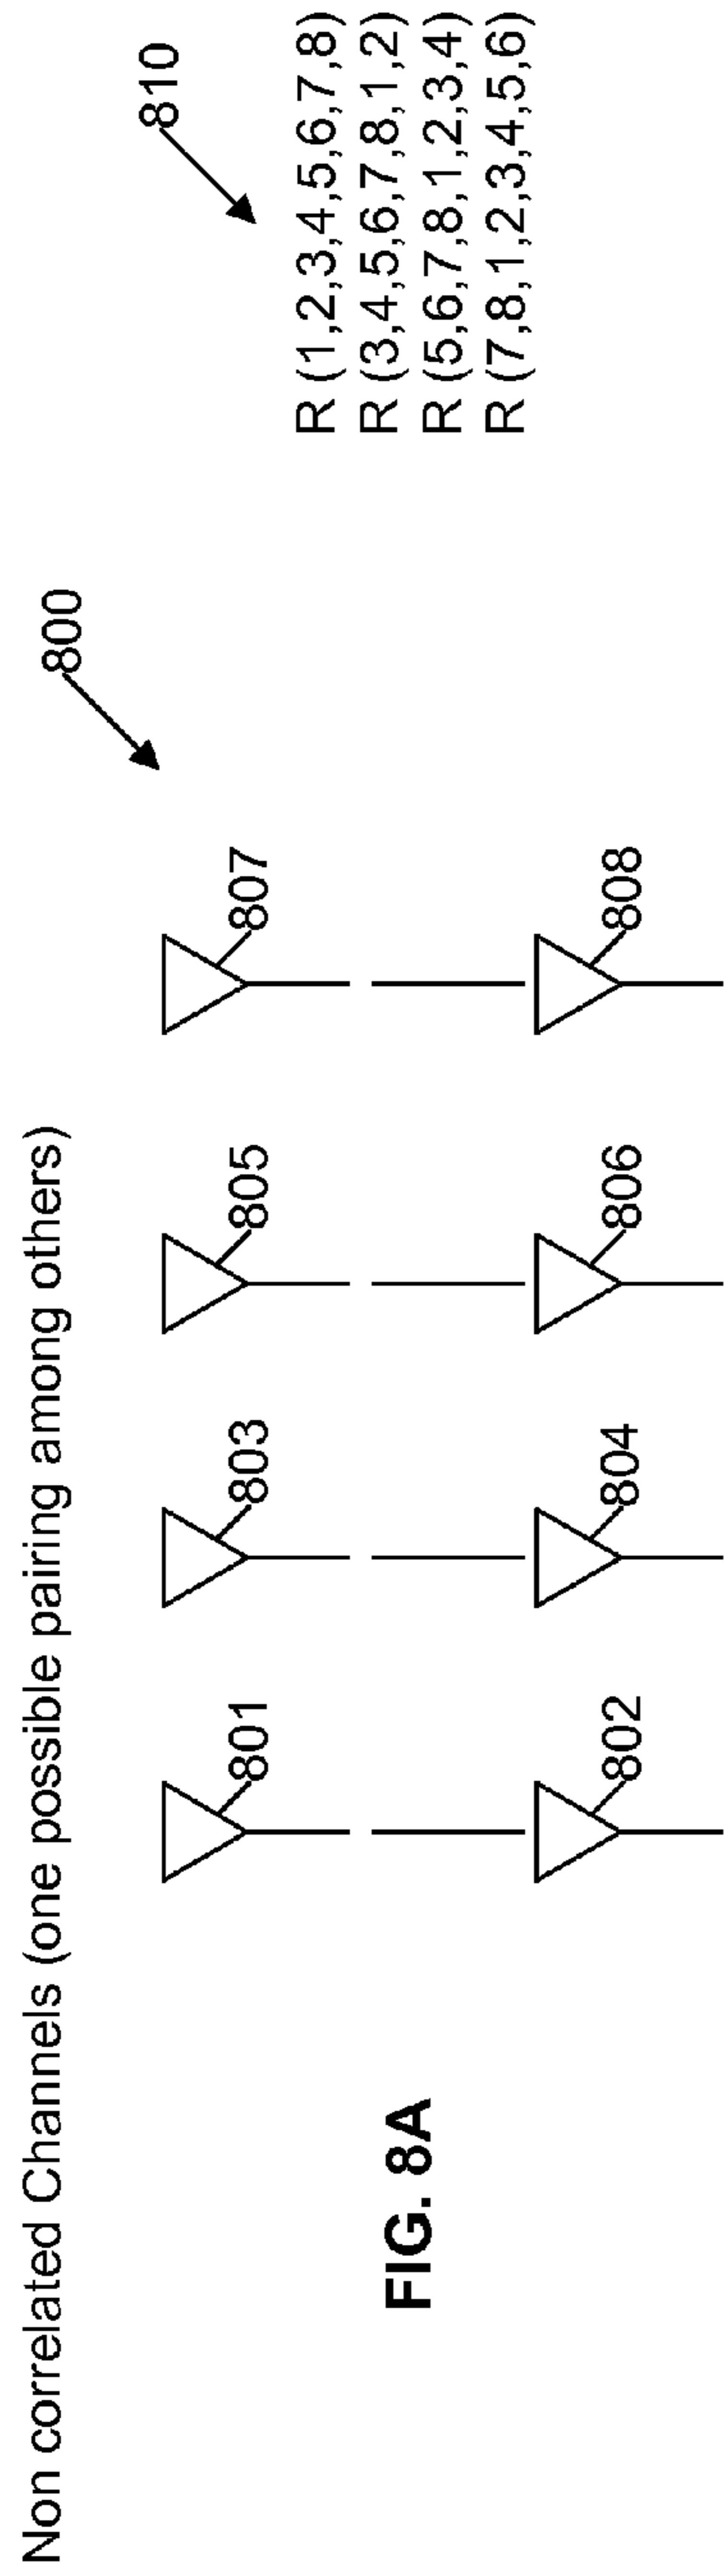 Non correlated Channels (one possible pairing among others)
800
810
801
803
805
807
802
804
806
808
R (1,2,3,4,5,6,7,8)
R (3,4,5,6,7,8,1,2)
R (5,6,7,8,1,2,3,4)
R (7,8,1,2,3,4,5,6)
FIG. 8A